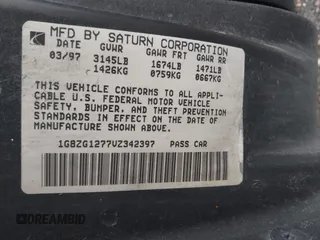 MFD BY SATURN CORPORATION
DATE GVWR GAWR FRT GAWR RR
03/97 3145LB 1674LB 1471LB
1426KG 0759KG 0667KG
THIS VEHICLE CONFORMS TO ALL APPLI-
CABLE U.S. FEDERAL MOTOR VEHICLE
SAFETY, BUMPER, AND THEFT PREVENTION
STANDARDS IN EFFECT ON THE DATE OF
MANUFACTURE SHOWN ABOVE.
1G8ZG1277VZ342397 PASS CAR
DREAMBID